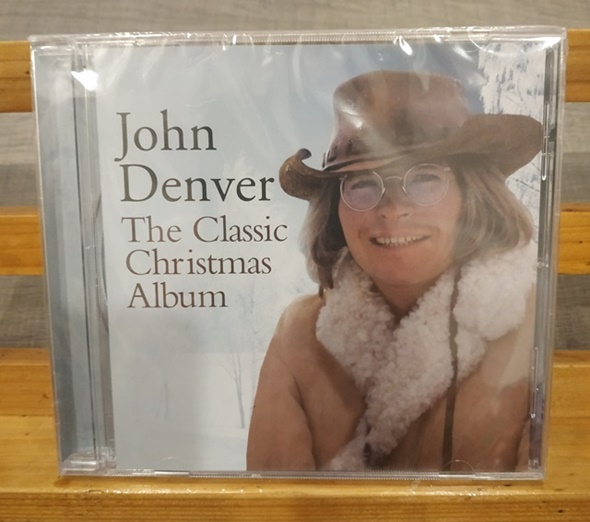 John
Denver
The Classic
Christmas
Album